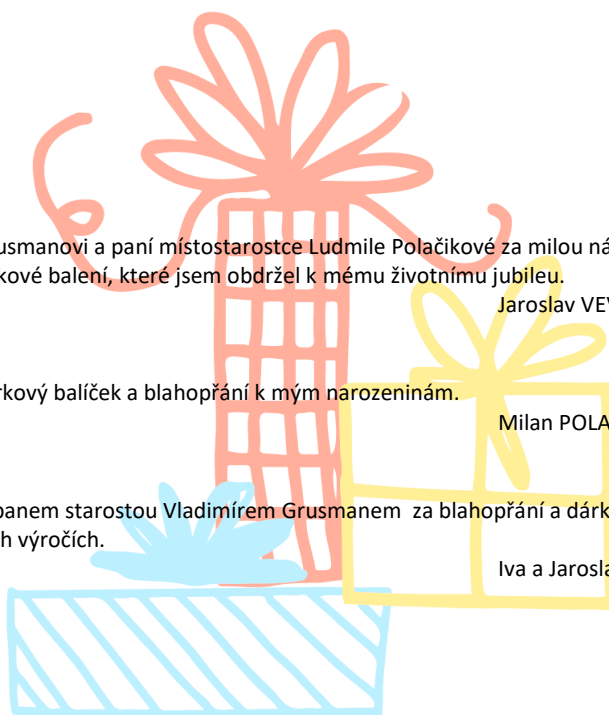 usmanovi a paní místostarostce Ludmile Polačikové za milou ná
kové balení, které jsem obdržel k mému životnímu jubileu.
Jaroslav VEV
rkový balíček a blahopřání k mým narozeninám.
Milan POLA
panem starostou Vladimírem Grusmanem za blahopřání a dárk
h výročích.
Iva a Jarosla